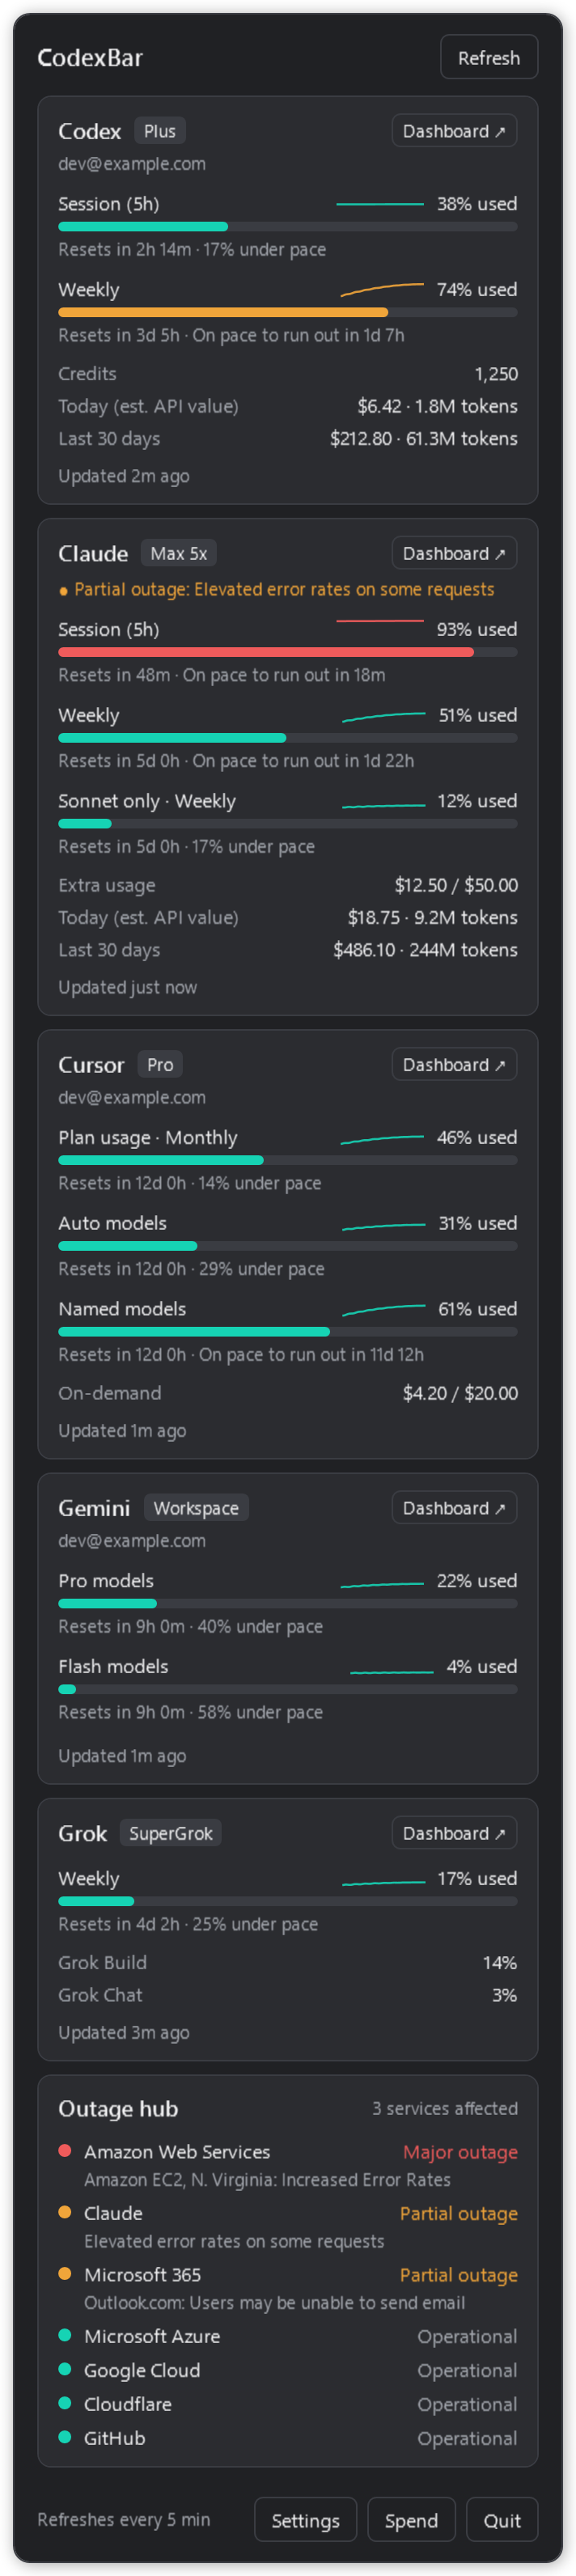 CodexBar Refresh
Codex Plus Dashboard ↗
dev@example.com
Session (5h) 38% used
Resets in 2h 14m · 17% under pace
Weekly 74% used
Resets in 3d 5h · On pace to run out in 1d 7h
Credits 1,250
Today (est. API value) $6.42 · 1.8M tokens
Last 30 days $212.80 · 61.3M tokens
Updated 2m ago
Claude Max 5x Dashboard ↗
● Partial outage: Elevated error rates on some requests
Session (5h) 93% used
Resets in 48m · On pace to run out in 18m
Weekly 51% used
Resets in 5d 0h · On pace to run out in 1d 22h
Sonnet only · Weekly 12% used
Resets in 5d 0h · 17% under pace
Extra usage $12.50 / $50.00
Today (est. API value) $18.75 · 9.2M tokens
Last 30 days $486.10 · 244M tokens
Updated just now
Cursor Pro Dashboard ↗
dev@example.com
Plan usage · Monthly 46% used
Resets in 12d 0h · 14% under pace
Auto models 31% used
Resets in 12d 0h · 29% under pace
Named models 61% used
Resets in 12d 0h · On pace to run out in 11d 12h
On-demand $4.20 / $20.00
Updated 1m ago
Gemini Workspace Dashboard ↗
dev@example.com
Pro models 22% used
Resets in 9h 0m · 40% under pace
Flash models 4% used
Resets in 9h 0m · 58% under pace
Updated 1m ago
Grok SuperGrok Dashboard ↗
Weekly 17% used
Resets in 4d 2h · 25% under pace
Grok Build 14%
Grok Chat 3%
Updated 3m ago
Outage hub 3 services affected
Amazon Web Services Major outage
Amazon EC2, N. Virginia: Increased Error Rates
Claude Partial outage
Elevated error rates on some requests
Microsoft 365 Partial outage
Outlook.com: Users may be unable to send email
Microsoft Azure Operational
Google Cloud Operational
Cloudflare Operational
GitHub Operational
Refreshes every 5 min Settings Spend Quit